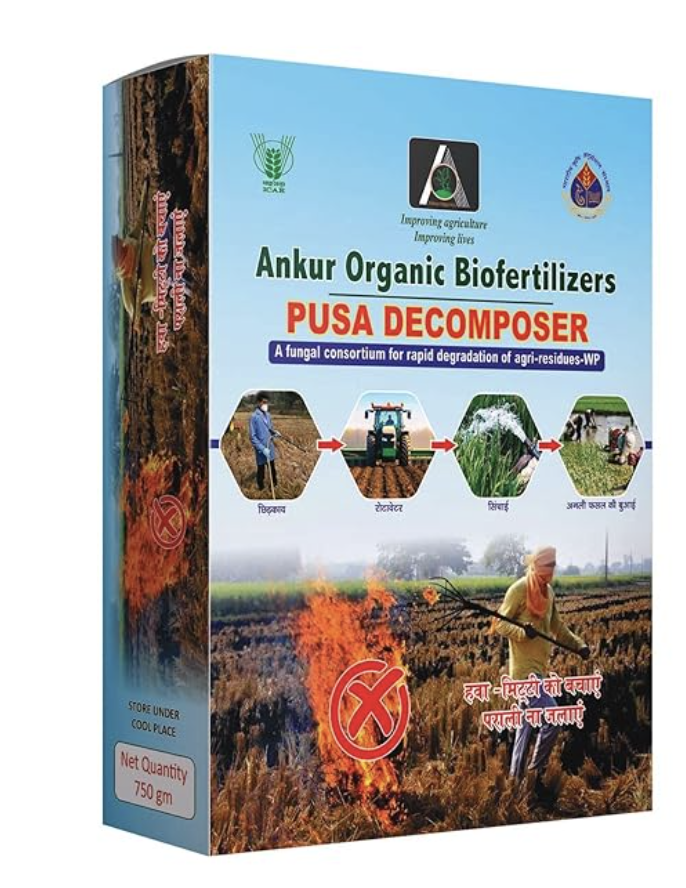 ICAR
A
Improving agriculture
Improving lives
Ankur Organic Biofertilizers
PUSA DECOMPOSER
A fungal consortium for rapid degradation of agri-residues-WP
छिड़काव
रोटावेटर
सिंचाई
अगली फसल की बुआई
हवा -मिट्टी को बचाएं
पराली ना जलाएं
STORE UNDER
COOL PLACE
Net Quantity
750 gm